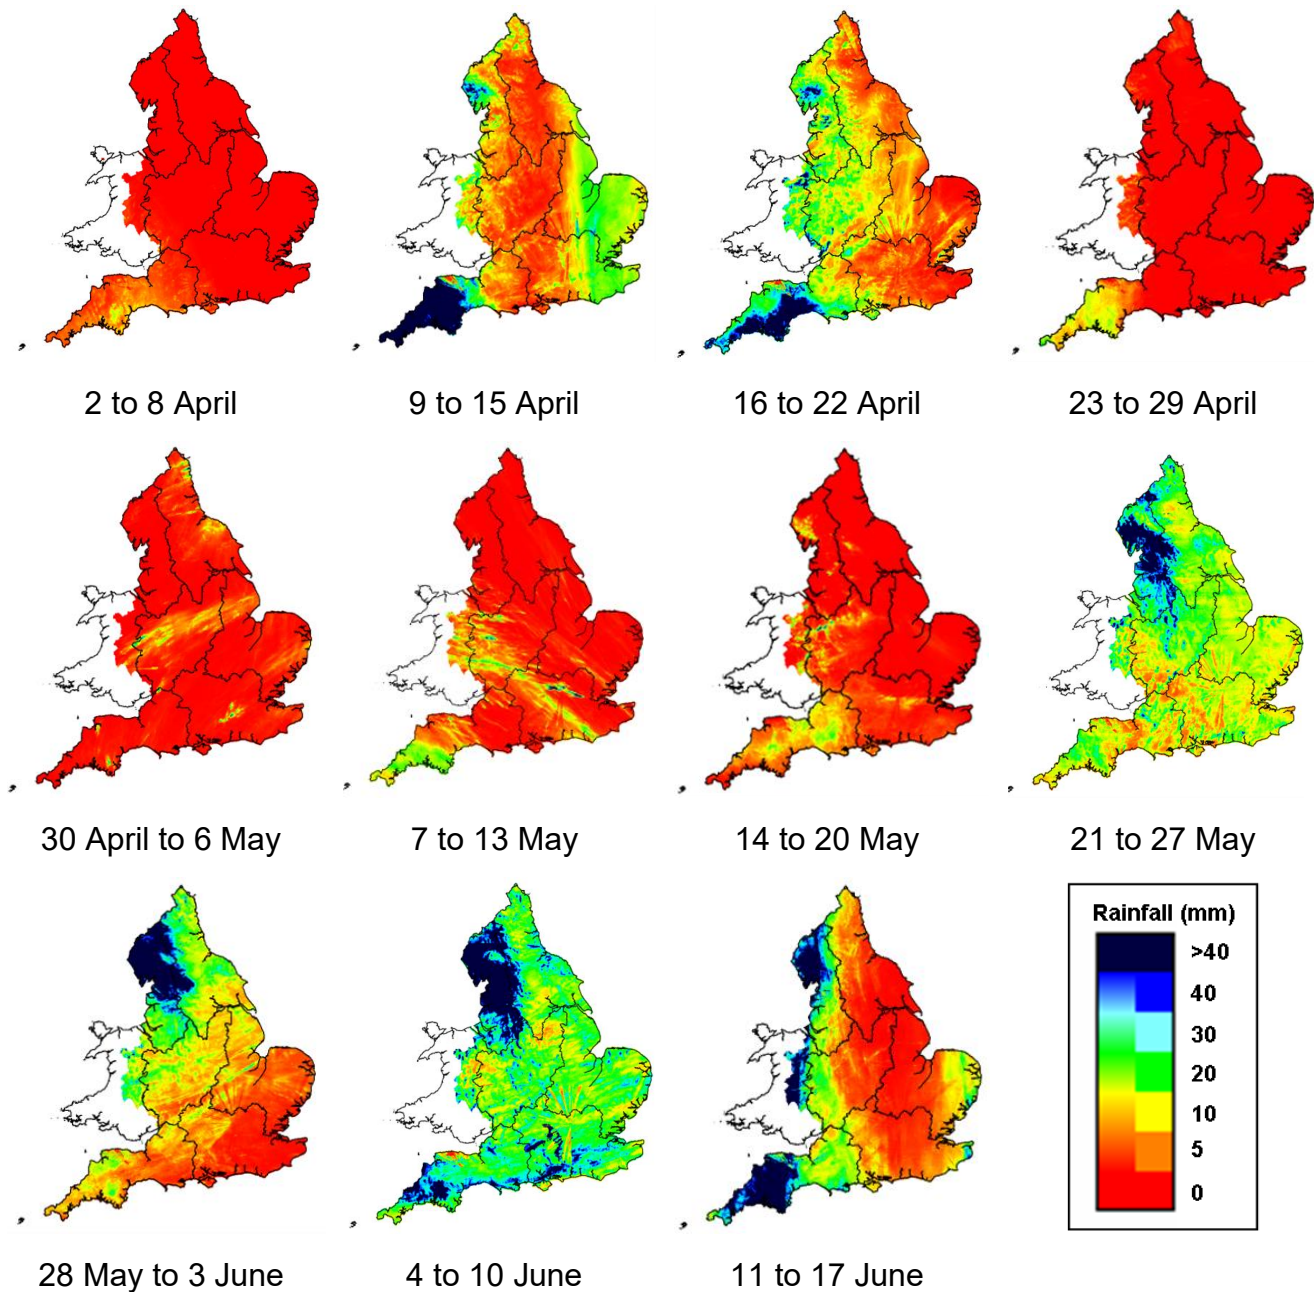 2 to 8 April
9 to 15 April
16 to 22 April
23 to 29 April
30 April to 6 May
7 to 13 May
14 to 20 May
21 to 27 May
Rainfall (mm)
>40
40
30
20
10
5
0
28 May to 3 June
4 to 10 June
11 to 17 June